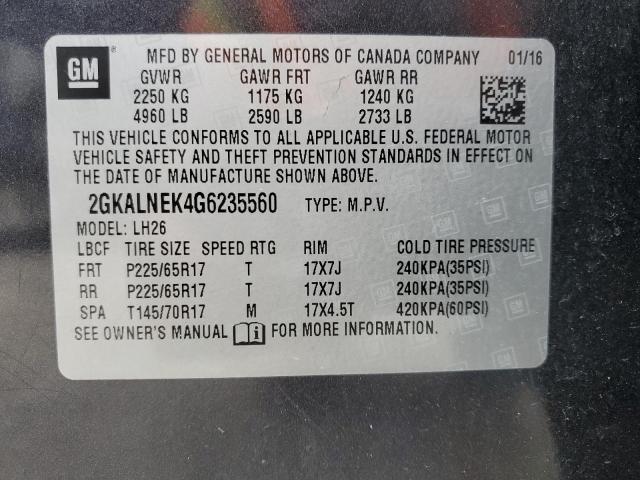 GM ® MFD BY GENERAL MOTORS OF CANADA COMPANY 01/16
GVWR GAWR FRT GAWR RR
2250 KG 1175 KG 1240 KG
4960 LB 2590 LB 2733 LB
THIS VEHICLE CONFORMS TO ALL APPLICABLE U.S. FEDERAL MOTOR
VEHICLE SAFETY AND THEFT PREVENTION STANDARDS IN EFFECT ON
THE DATE OF MANUFACTURE SHOWN ABOVE.
2GKALNEK4G6235560 TYPE: M.P.V.
MODEL: LH26
LBCF TIRE SIZE SPEED RTG RIM COLD TIRE PRESSURE
FRT P225/65R17 T 17X7J 240KPA(35PSI)
RR P225/65R17 T 17X7J 240KPA(35PSI)
SPA T145/70R17 M 17X4.5T 420KPA(60PSI)
SEE OWNER'S MANUAL FOR MORE INFORMATION.